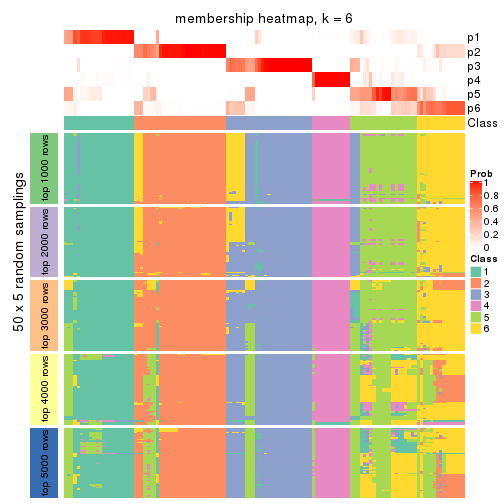 membership heatmap, k = 6
p1
p2
p3
p4
p5
p6
Class
50 x 5 random samplings
top 1000 rows
top 2000 rows
top 3000 rows
top 4000 rows
top 5000 rows
Prob
1
0.8
0.6
0.4
0.2
0
Class
1
2
3
4
5
6